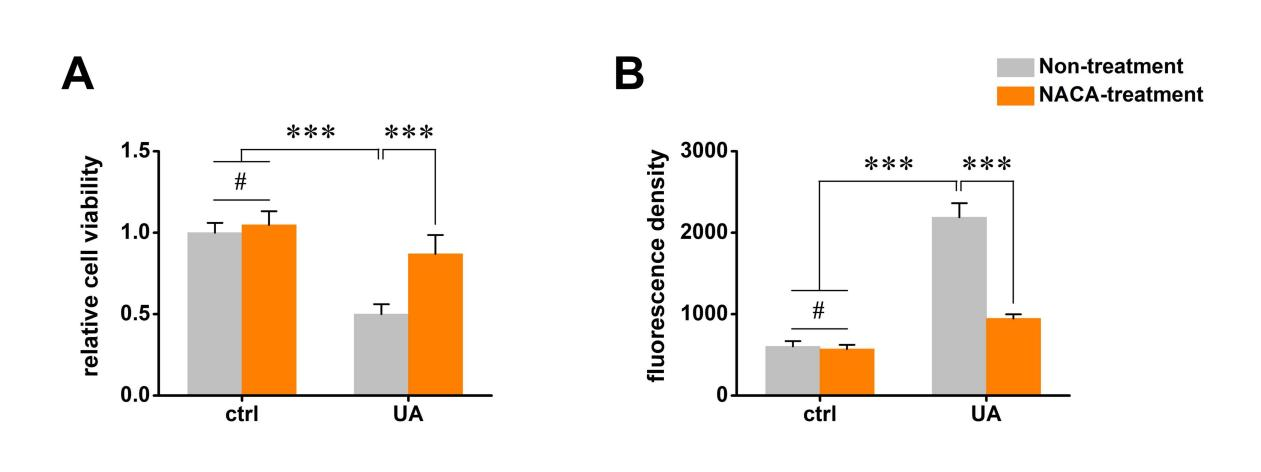 A
B
Non-treatment
NACA-treatment
*** ***
1.5
#
1.0
0.5
0.0
relative cell viability
ctrl UA
3000
*** ***
2000
1000
#
0
fluorescence density
ctrl UA